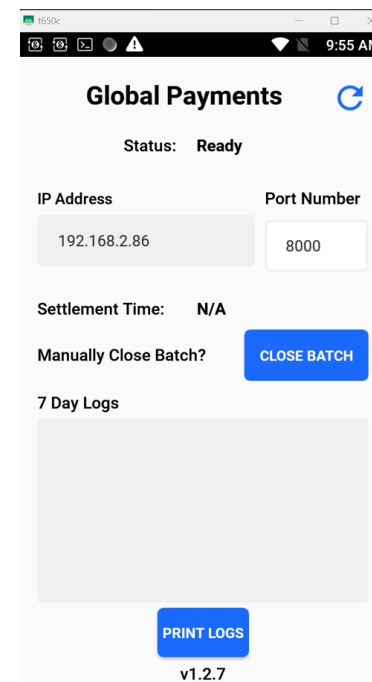 t650c
9:55 AM
Global Payments
Status: Ready
IP Address
Port Number
192.168.2.86
8000
Settlement Time: N/A
Manually Close Batch?
CLOSE BATCH
7 Day Logs
PRINT LOGS
v1.2.7